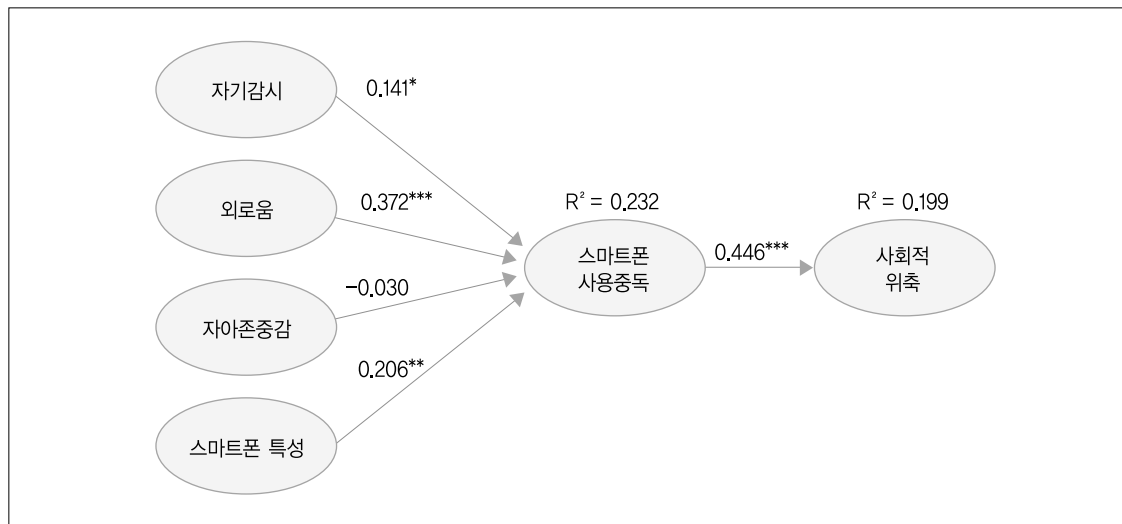 자기감시
0.141*
외로움
0.372***
자아존중감
-0.030
스마트폰 특성
0.206**
R² = 0.232
스마트폰
사용중독
0.446***
R² = 0.199
사회적
위축